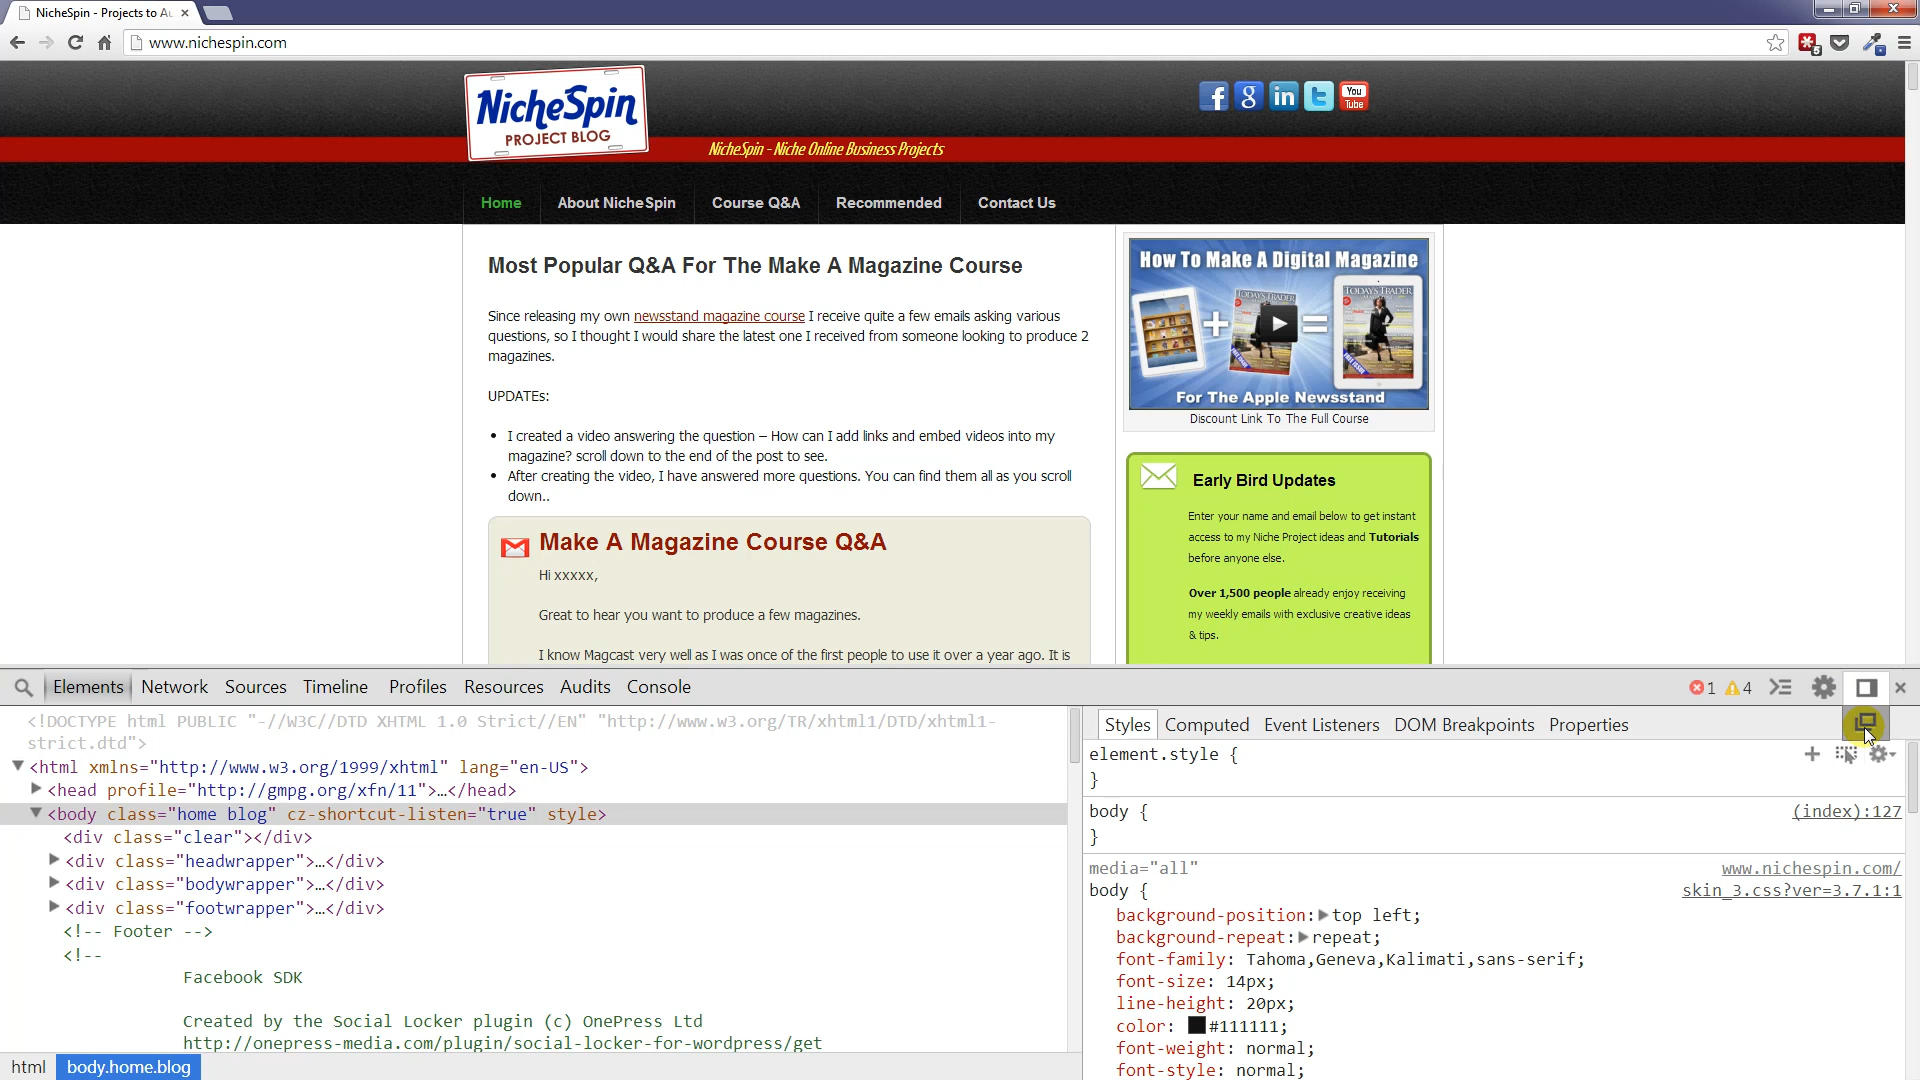 NicheSpin - Projects to Au
www.nichespin.com
5
NicheSpin
PROJECT BLOG
f g in t You Tube
NicheSpin - Niche Online Business Projects
Home About NicheSpin Course Q&A Recommended Contact Us
Most Popular Q&A For The Make A Magazine Course
Since releasing my own newsstand magazine course I receive quite a few emails asking various
questions, so I thought I would share the latest one I received from someone looking to produce 2
magazines.
UPDATEs:
• I created a video answering the question – How can I add links and embed videos into my
magazine? scroll down to the end of the post to see.
• After creating the video, I have answered more questions. You can find them all as you scroll
down..
Make A Magazine Course Q&A
Hi xxxxx,
Great to hear you want to produce a few magazines.
I know Magcast very well as I was once of the first people to use it over a year ago. It is
How To Make A Digital Magazine
TODAY'S TRADER
TODAY'S TRADER
For The Apple Newsstand
Discount Link To The Full Course
Early Bird Updates
Enter your name and email below to get instant
access to my Niche Project ideas and Tutorials
before anyone else.
Over 1,500 people already enjoy receiving
my weekly emails with exclusive creative ideas
& tips.
Elements Network Sources Timeline Profiles Resources Audits Console
1 4
<!DOCTYPE html PUBLIC "-//W3C//DTD XHTML 1.0 Strict//EN" "http://www.w3.org/TR/xhtml1/DTD/xhtml1-
strict.dtd">
<html xmlns="http://www.w3.org/1999/xhtml" lang="en-US">
<head profile="http://gmpg.org/xfn/11">…</head>
<body class="home blog" cz-shortcut-listen="true" style>
<div class="clear"></div>
<div class="headwrapper">…</div>
<div class="bodywrapper">…</div>
<div class="footwrapper">…</div>
<!-- Footer -->
<!--
Facebook SDK
Created by the Social Locker plugin (c) OnePress Ltd
http://onepress-media.com/plugin/social-locker-for-wordpress/get
html body.home.blog
Styles Computed Event Listeners DOM Breakpoints Properties
element.style {
}
body { (index):127
}
media="all" www.nichespin.com/
body { skin_3.css?ver=3.7.1:1
background-position: top left;
background-repeat: repeat;
font-family: Tahoma,Geneva,Kalimati,sans-serif;
font-size: 14px;
line-height: 20px;
color: #111111;
font-weight: normal;
font-style: normal;